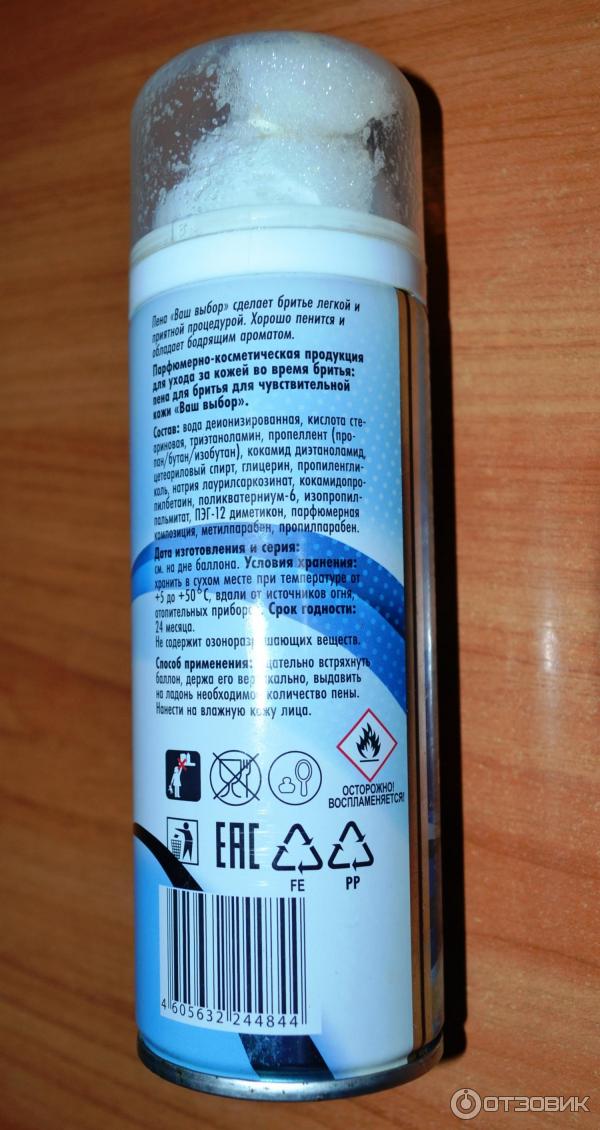 Пена «Ваш выбор» сделает бритье легкой и
приятной процедурой. Хорошо пенится и
обладает бодрящим ароматом.
Парфюмерно-косметическая продукция
для ухода за кожей во время бритья:
пена для бритья для чувствительной
кожи «Ваш выбор».
Состав: вода деионизированная, кислота сте-
ариновая, триэтаноламин, пропеллент (про-
пан/бутан/изобутан), кокамид диэтаноламид,
цетеариловый спирт, глицерин, пропиленгли-
коль, натрия лаурилсаркозинат, кокамидопро-
пилбетаин, поликватерниум-6, изопропил-
пальмитат, ПЭГ-12 диметикон, парфюмерная
композиция, метилпарабен, пропилпарабен.
Дата изготовления и серия:
см. на дне баллона. Условия хранения:
хранить в сухом месте при температуре от
+5 до +50°С, вдали от источников огня,
отопительных приборов. Срок годности:
24 месяца.
Не содержит озоноразрушающих веществ.
Способ применения: тщательно встряхнуть
баллон, держа его вертикально, выдавить
на ладонь необходимое количество пены.
Нанести на влажную кожу лица.
ОСТОРОЖНО!
ВОСПЛАМЕНЯЕТСЯ!
EAC
FE
PP
4 605632 244844
ОТЗОВИК